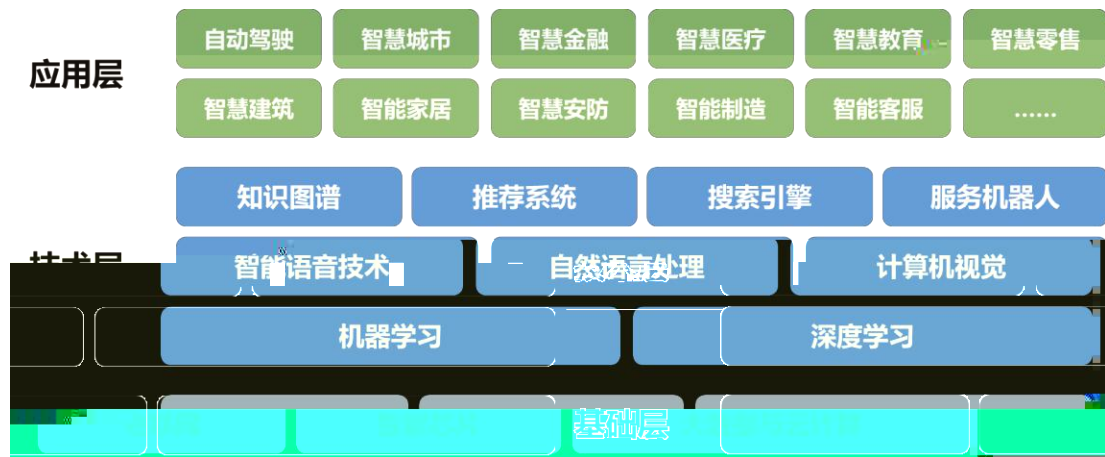 应用层
自动驾驶 智慧城市 智慧金融 智慧医疗 智慧教育 智慧零售
智慧建筑 智能家居 智慧安防 智能制造 智能客服 ……
知识图谱 推荐系统 搜索引擎 服务机器人
技术层
智能语音技术 自然语言处理 计算机视觉
机器学习 深度学习
基础层